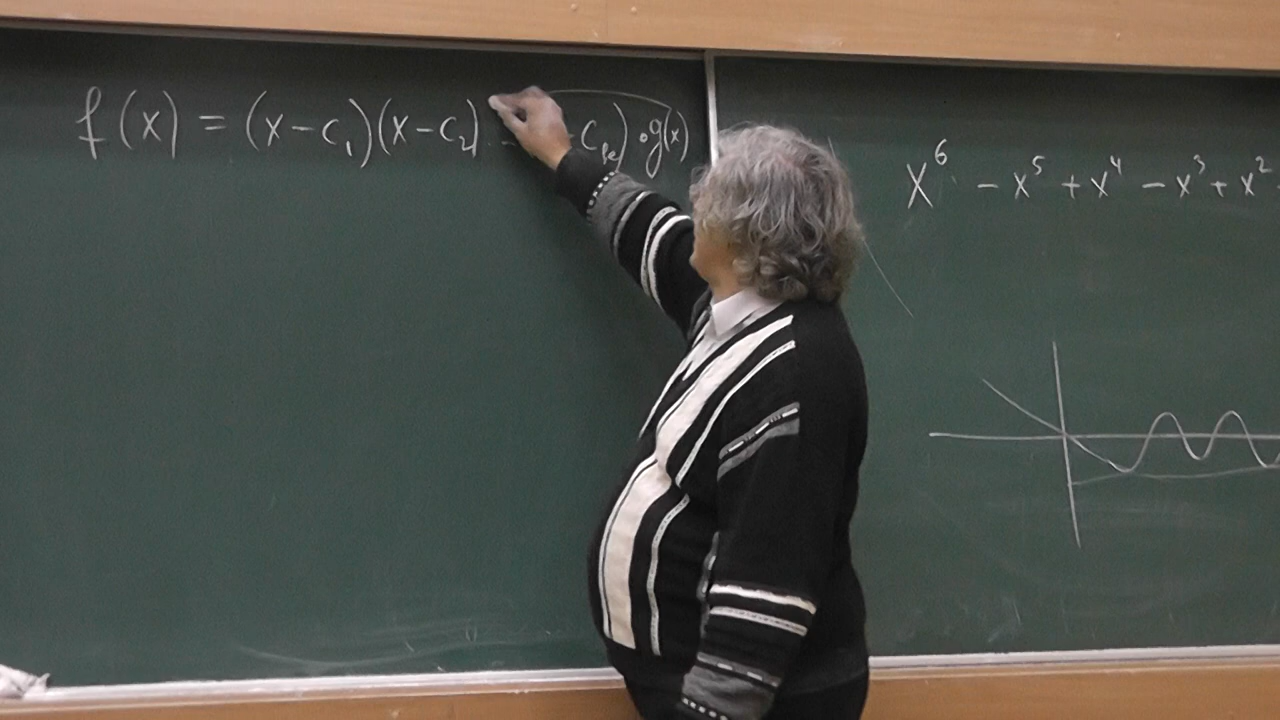 f(x) = (x-c₁)(x-c₂) ... -cₖ)·g(x)
x⁶ - x⁵ + x⁴ - x³ + x²